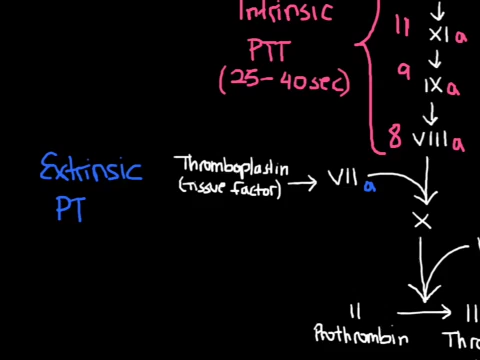 Intrinsic
PTT
(25-40sec)
11 XIa
9 IXa
8 VIIIa
Extrinsic
PT
Thromboplastin
(tissue factor)
VIIa
X
II
Prothrombin
II
Thro